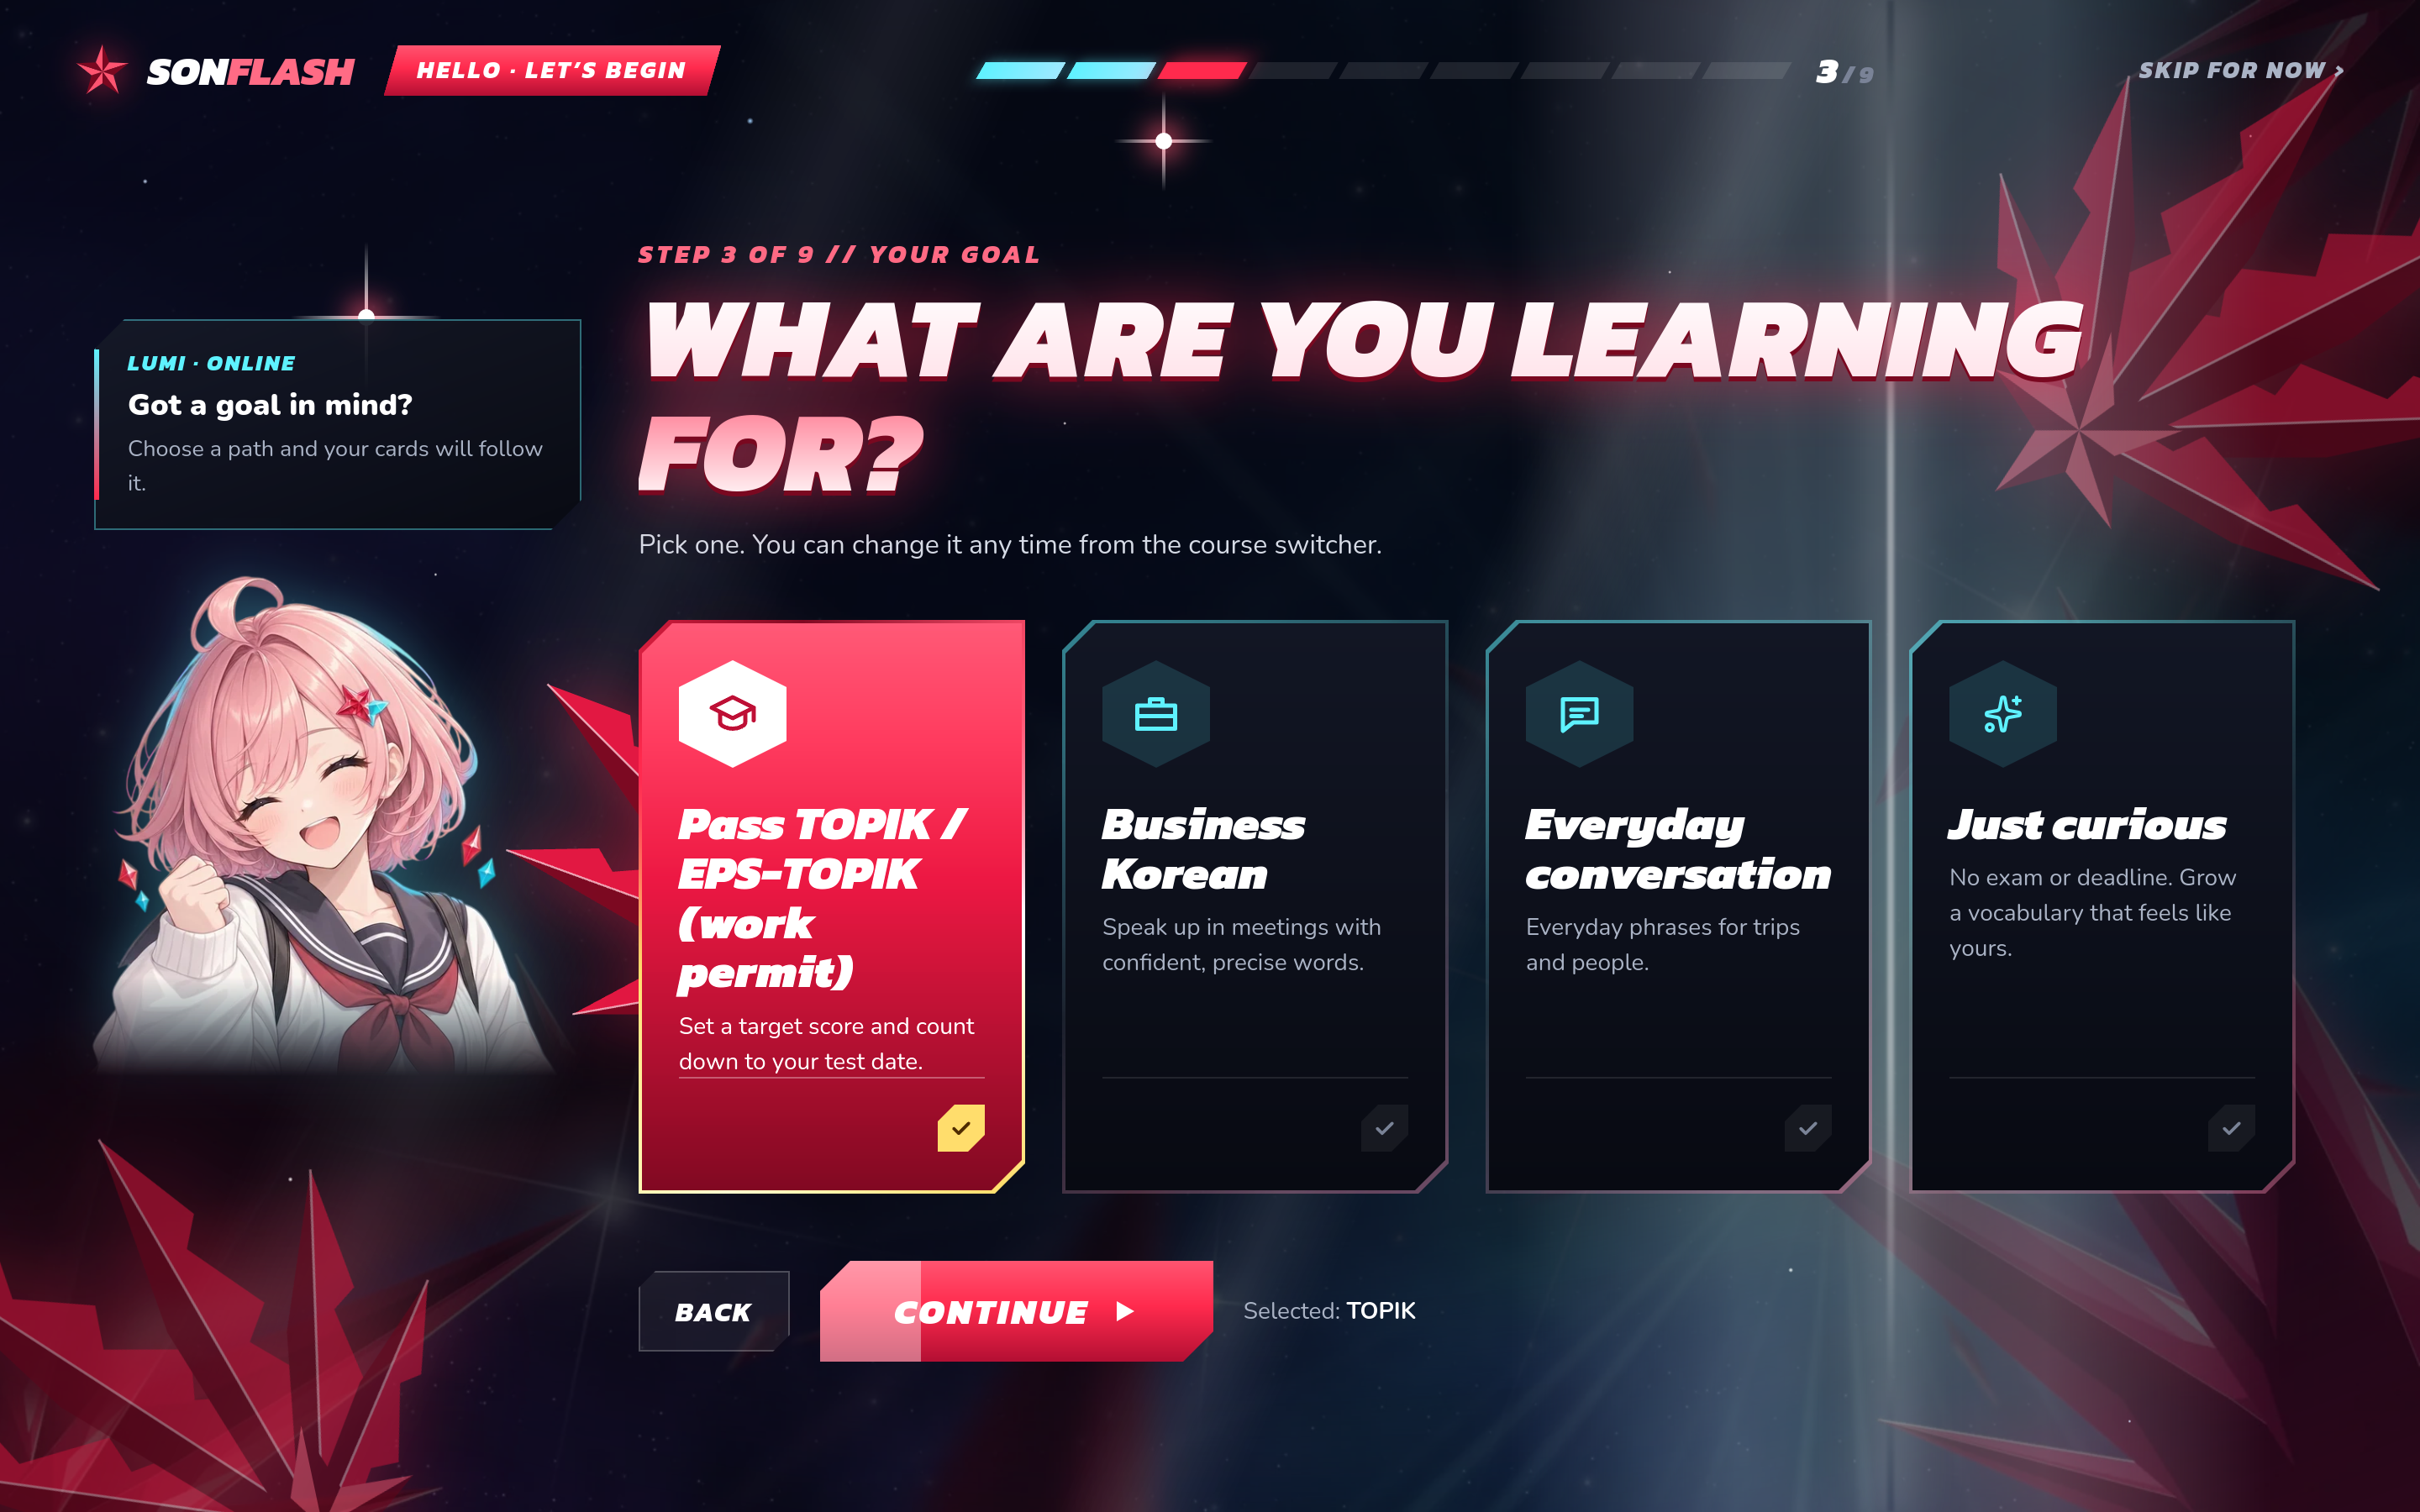 SONFLASH
HELLO · LET'S BEGIN
3 / 9
SKIP FOR NOW ›
STEP 3 OF 9 // YOUR GOAL
WHAT ARE YOU LEARNING
FOR?
Pick one. You can change it any time from the course switcher.
LUMI · ONLINE
Got a goal in mind?
Choose a path and your cards will follow
it.
Pass TOPIK /
EPS-TOPIK
(work
permit)
Set a target score and count
down to your test date.
Business
Korean
Speak up in meetings with
confident, precise words.
Everyday
conversation
Everyday phrases for trips
and people.
Just curious
No exam or deadline. Grow
a vocabulary that feels like
yours.
BACK
CONTINUE
Selected: TOPIK